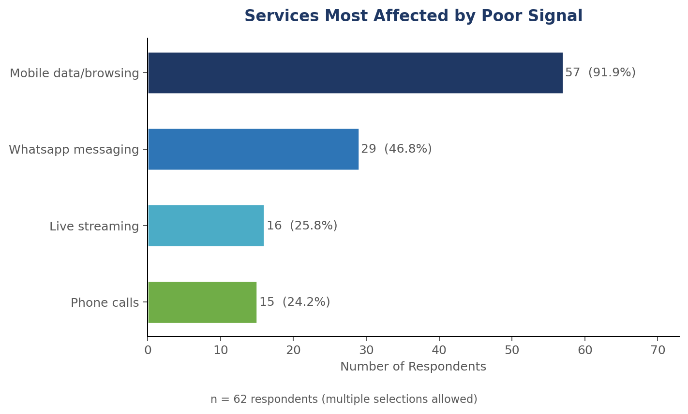 Services Most Affected by Poor Signal
Mobile data/browsing
57 (91.9%)
Whatsapp messaging
29 (46.8%)
Live streaming
16 (25.8%)
Phone calls
15 (24.2%)
0 10 20 30 40 50 60 70
Number of Respondents
n = 62 respondents (multiple selections allowed)